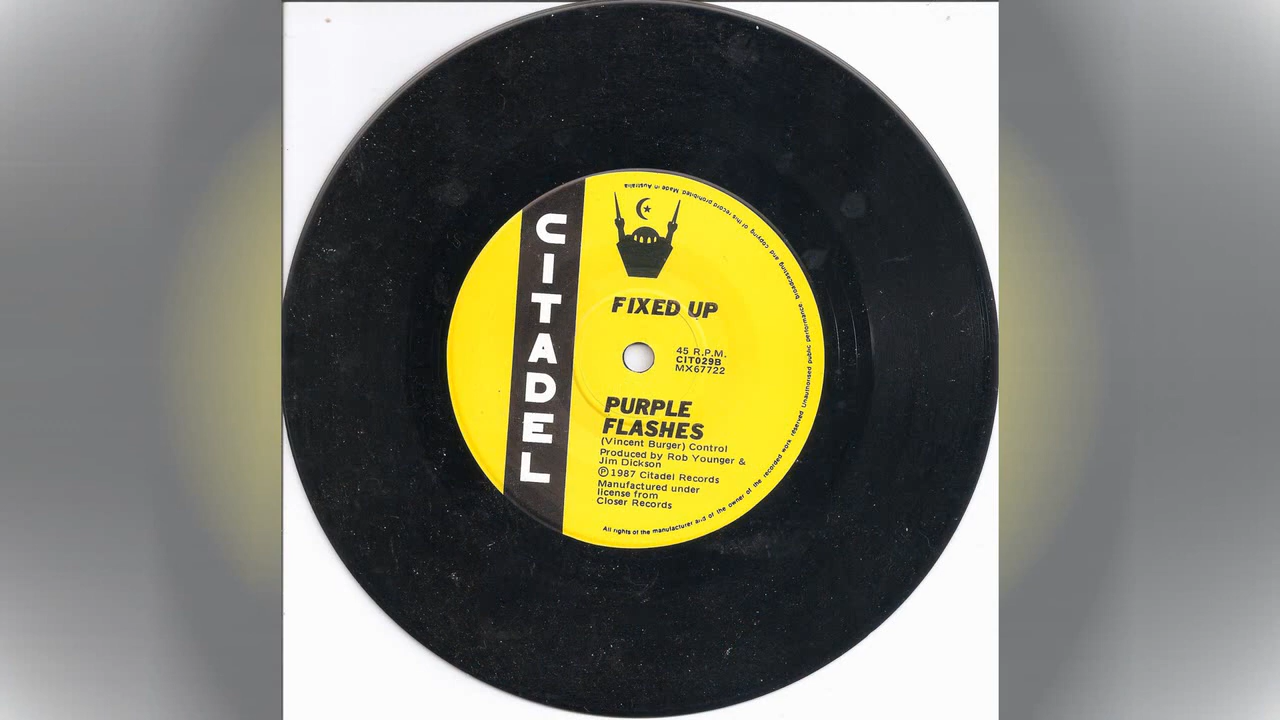 CITADEL
FIXED UP
45 R.P.M.
CIT029B
MX67722
PURPLE
FLASHES
(Vincent Burger) Control
Produced by Rob Younger &
Jim Dickson
Ⓟ 1987 Citadel Records
Manufactured under
license from
Closer Records
All rights of the manufacturer and of the owner of the recorded work reserved Unauthorised public performance broadcasting and copying of this record prohibited Made in Australia